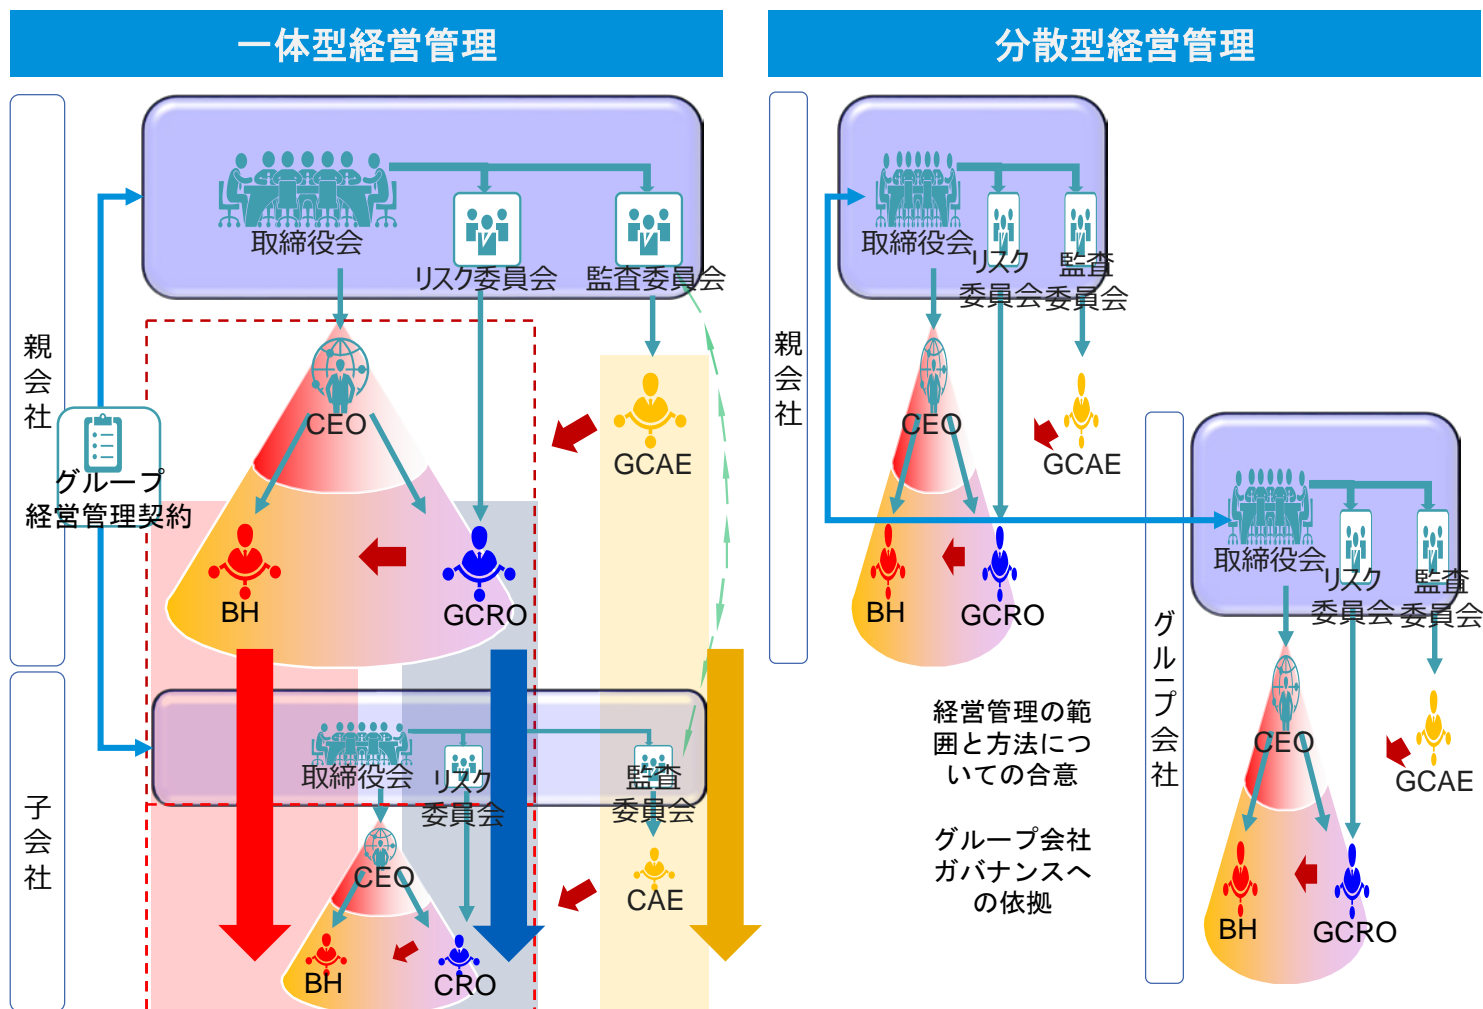 一体型経営管理
親会社
取締役会
リスク委員会
監査委員会
CEO
GCAE
グループ
経営管理契約
BH
GCRO
子会社
取締役会
リスク
委員会
監査
委員会
CEO
CAE
BH
CRO
分散型経営管理
親会社
取締役会
リスク
委員会
監査
委員会
CEO
GCAE
BH
GCRO
経営管理の範
囲と方法につ
いての合意
グループ会社
ガバナンスへ
の依拠
グループ会社
取締役会
リスク
委員会
監査
委員会
CEO
GCAE
BH
GCRO